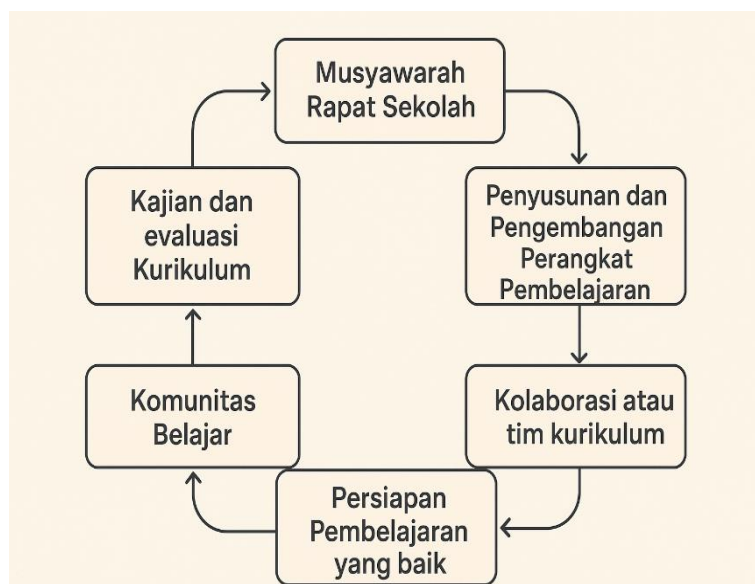 Musyawarah
Rapat Sekolah
Penyusunan dan
Pengembangan
Perangkat
Pembelajaran
Kolaborasi atau
tim kurikulum
Persiapan
Pembelajaran
yang baik
Komunitas
Belajar
Kajian dan
evaluasi
Kurikulum